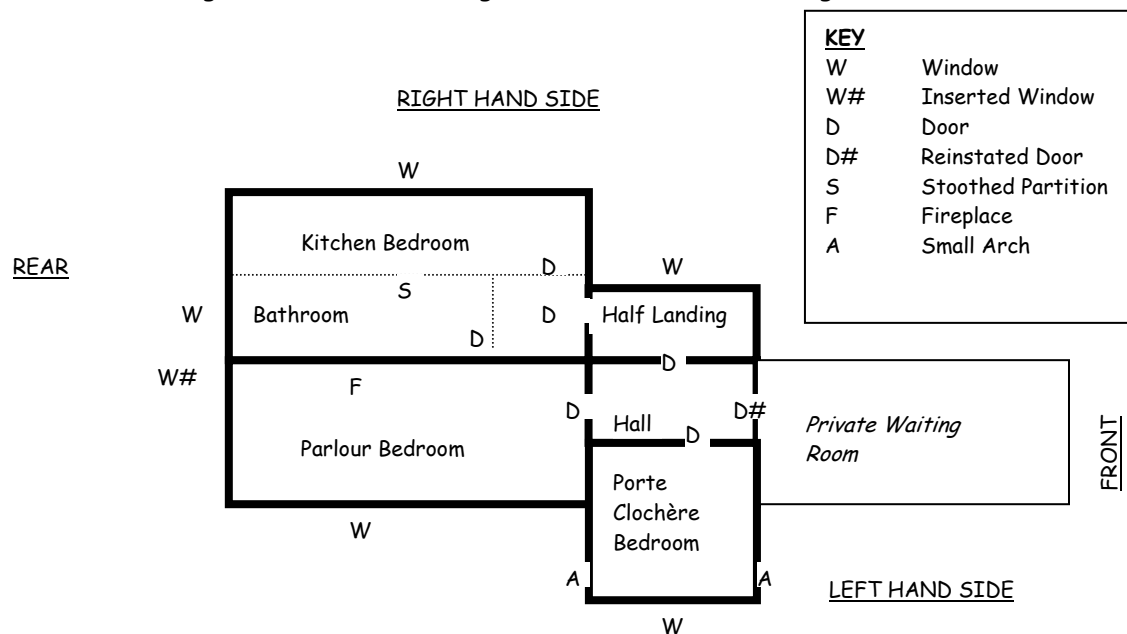 KEY
W Window
W# Inserted Window
D Door
D# Reinstated Door
S Stoothed Partition
F Fireplace
A Small Arch
RIGHT HAND SIDE
W
Kitchen Bedroom
REAR
D
W
S
W
Bathroom
D
Half Landing
D
D
W#
F
D
Hall
D#
D
Private Waiting
Room
FRONT
Parlour Bedroom
Porte
Clochère
Bedroom
W
A
A
LEFT HAND SIDE
W